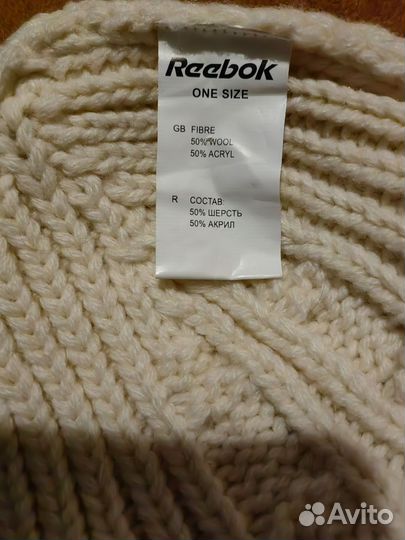 Reebok
ONE SIZE
GB FIBRE
50% WOOL
50% ACRYL
R СОСТАВ
50% ШЕРСТЬ
50% АКРИЛ
Avito